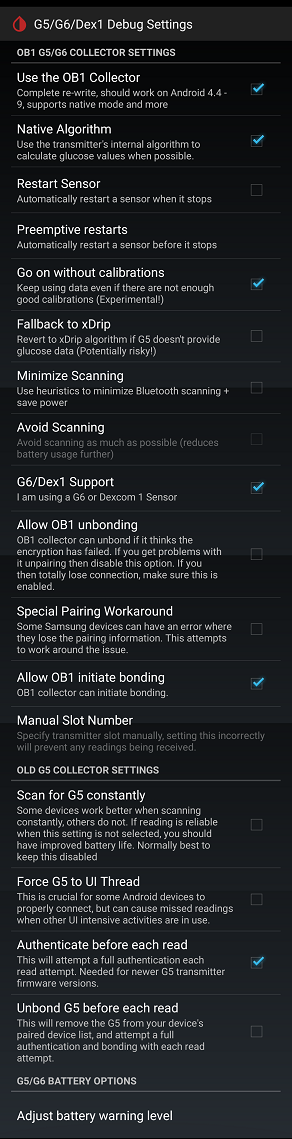 G5/G6/Dex1 Debug Settings
OB1 G5/G6 COLLECTOR SETTINGS
Use the OB1 Collector
Complete re-write, should work on Android 4.4 -
9, supports native mode and more
Native Algorithm
Use the transmitter's internal algorithm to
calculate glucose values when possible.
Restart Sensor
Automatically restart a sensor when it stops
Preemptive restarts
Automatically restart a sensor before it stops
Go on without calibrations
Keep using data even if there are not enough
good calibrations (Experimental!)
Fallback to xDrip
Revert to xDrip algorithm if G5 doesn't provide
glucose data (Potentially risky!)
Minimize Scanning
Use heuristics to minimize Bluetooth scanning +
save power
Avoid Scanning
Avoid scanning as much as possible (reduces
battery usage further)
G6/Dex1 Support
I am using a G6 or Dexcom 1 Sensor
Allow OB1 unbonding
OB1 collector can unbond if it thinks the
encryption has failed. If you get problems with
it unpairing then disable this option. If you
then totally lose connection, make sure this is
enabled.
Special Pairing Workaround
Some Samsung devices can have an error where
they lose the pairing information. This attempts
to work around the issue.
Allow OB1 initiate bonding
OB1 collector can initiate bonding.
Manual Slot Number
Specify transmitter slot manually, setting this incorrectly
will prevent any readings being received.
OLD G5 COLLECTOR SETTINGS
Scan for G5 constantly
Some devices work better when scanning
constantly, others do not. If reading is reliable
when this setting is not selected, you should
have improved battery life. Normally best to
keep this disabled
Force G5 to UI Thread
This is crucial for some Android devices to
properly connect, but can cause missed readings
when other UI intensive activities are in use.
Authenticate before each read
This will attempt a full authentication each
read attempt. Needed for newer G5 transmitter
firmware versions.
Unbond G5 before each read
This will remove the G5 from your device's
paired device list, and attempt a full
authentication and bonding with each read
attempt.
G5/G6 BATTERY OPTIONS
Adjust battery warning level